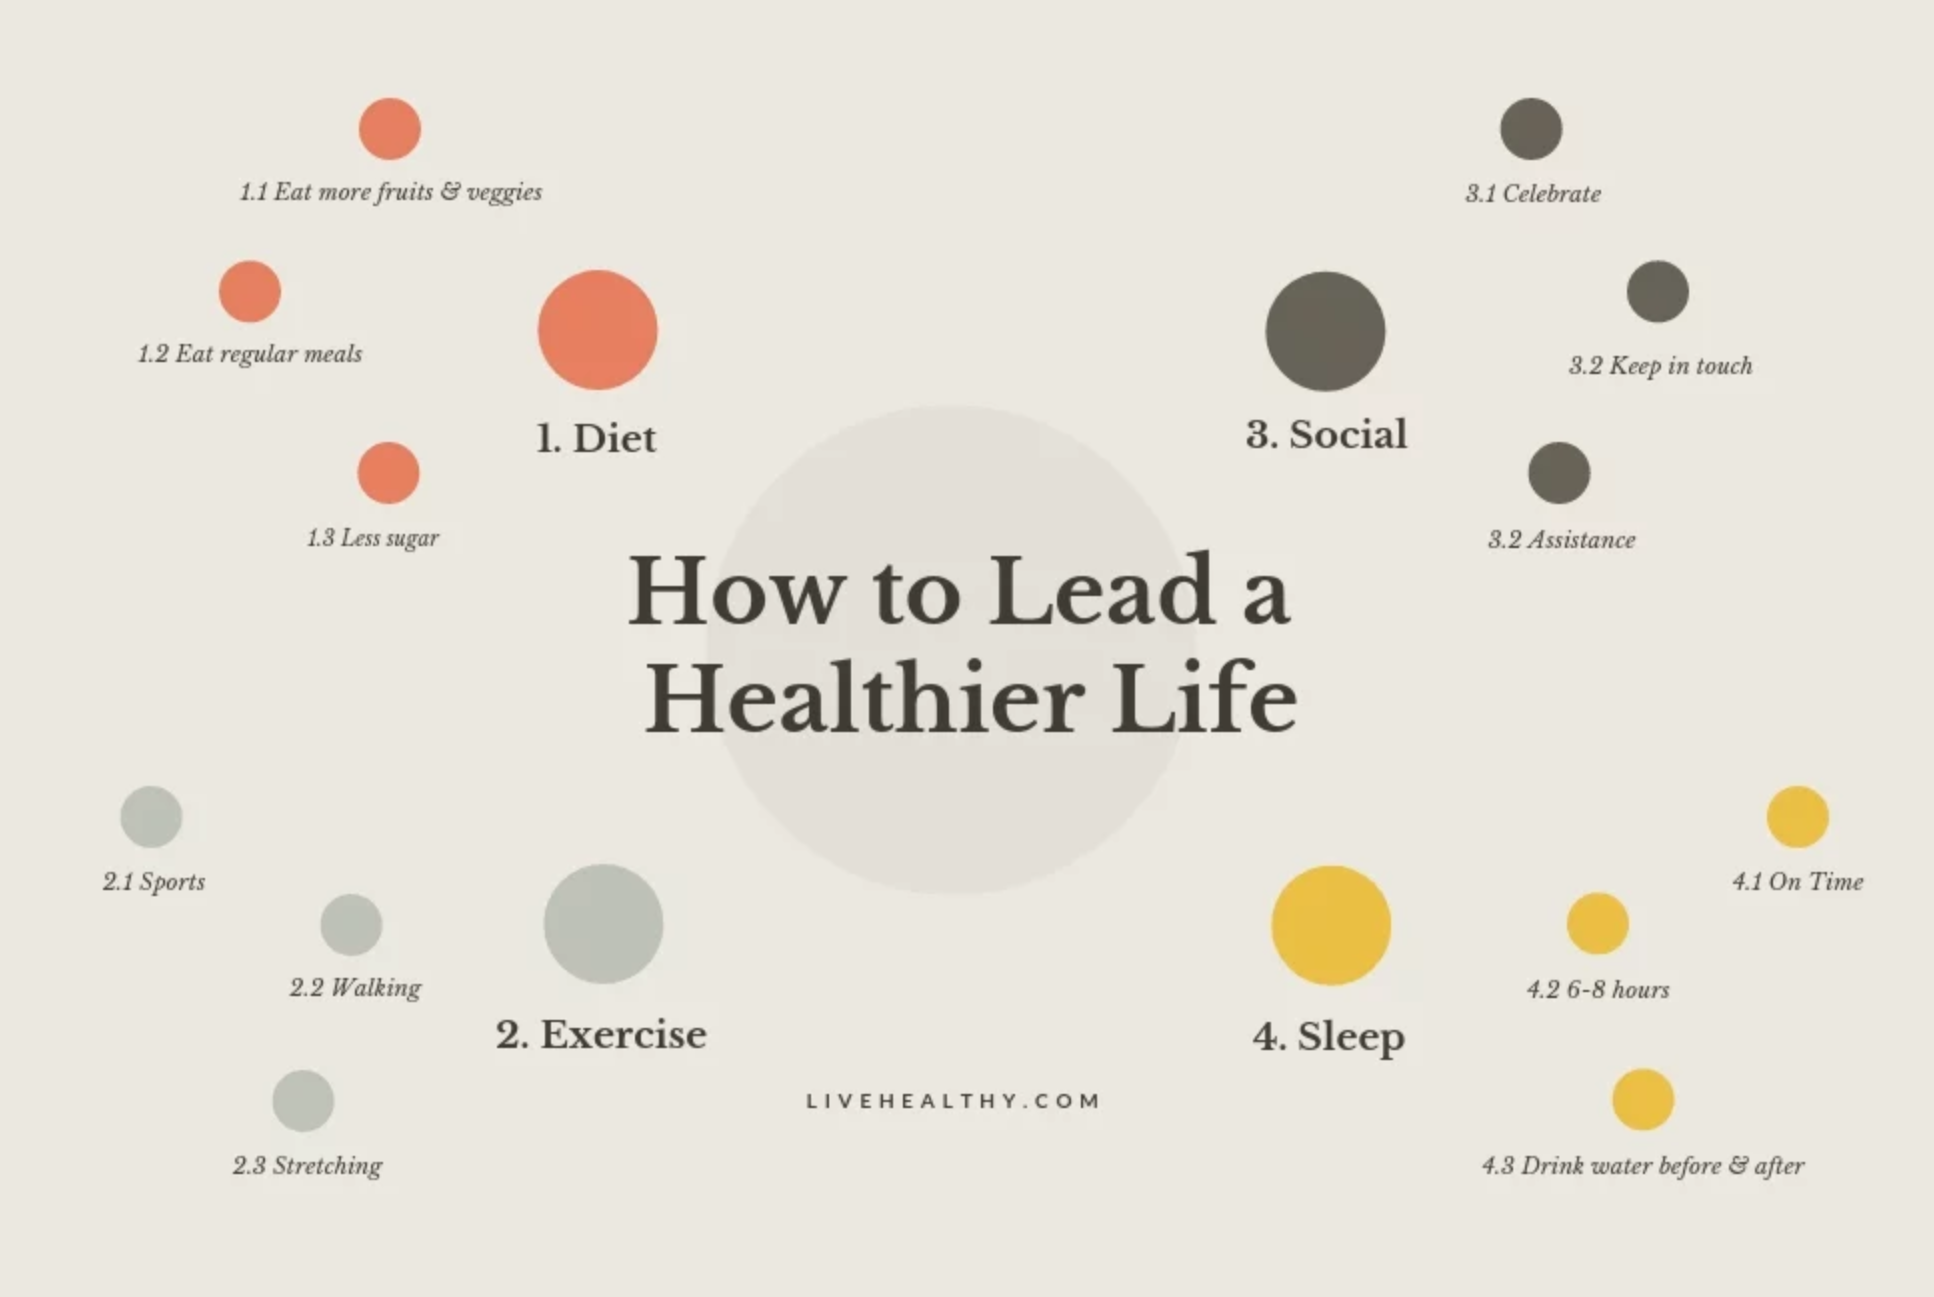 1.1 Eat more fruits & veggies
1.2 Eat regular meals
1. Diet
1.3 Less sugar
3.1 Celebrate
3.2 Keep in touch
3. Social
3.2 Assistance
How to Lead a
Healthier Life
2.1 Sports
2.2 Walking
2. Exercise
2.3 Stretching
4.1 On Time
4.2 6-8 hours
4. Sleep
4.3 Drink water before & after
LIVEHEALTHY.COM